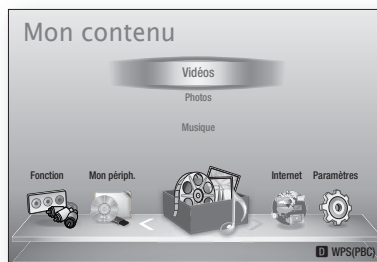 Mon contenu
Vidéos
Photos
Musique
Fonction Mon périph. Internet Paramètres
D WPS(PBC)